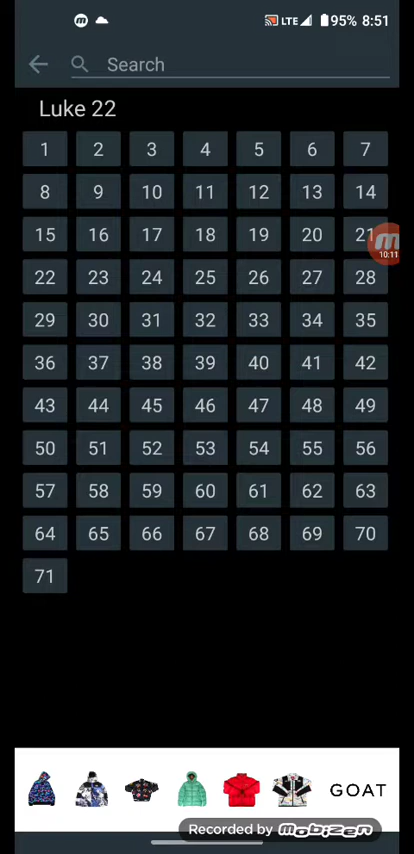 LTE 95% 8:51
Search
Luke 22
1 2 3 4 5 6 7
8 9 10 11 12 13 14
15 16 17 18 19 20 21
10:11
22 23 24 25 26 27 28
29 30 31 32 33 34 35
36 37 38 39 40 41 42
43 44 45 46 47 48 49
50 51 52 53 54 55 56
57 58 59 60 61 62 63
64 65 66 67 68 69 70
71
GOAT
Recorded by mobizen